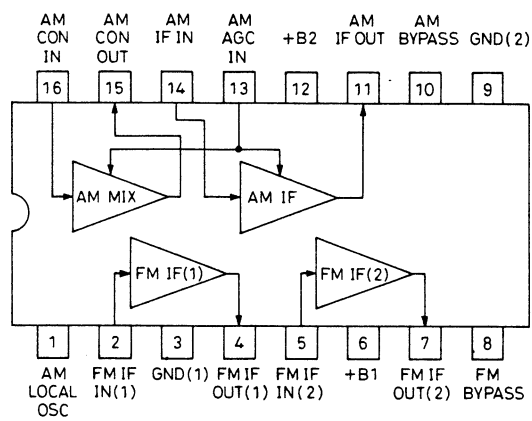 AM CON IN
AM CON OUT
AM IF IN
AM AGC IN
+B2
AM IF OUT
AM BYPASS
GND(2)
16 15 14 13 12 11 10 9
AM MIX
AM IF
FM IF(1)
FM IF(2)
1 2 3 4 5 6 7 8
AM LOCAL OSC
FM IF IN(1)
GND(1)
FM IF OUT(1)
FM IF IN(2)
+B1
FM IF OUT(2)
FM BYPASS